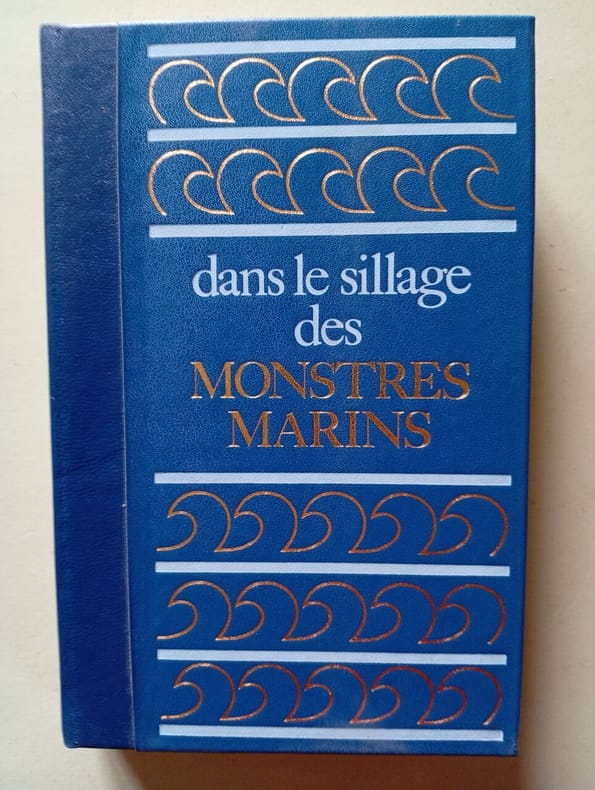 dans le sillage
des
MONSTRES
MARINS